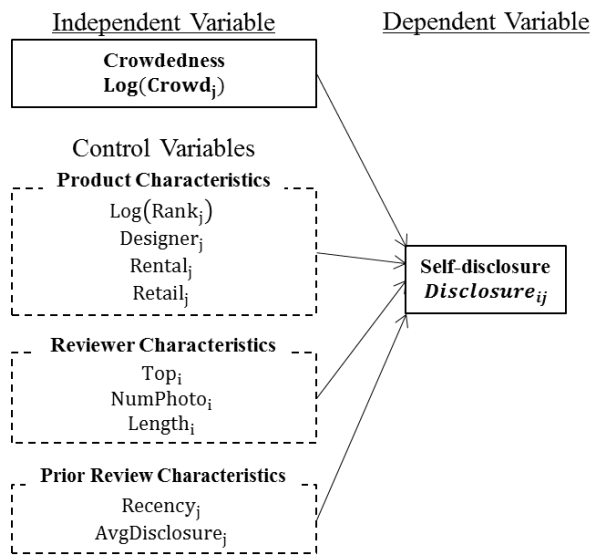 Independent Variable
Dependent Variable
Crowdedness
Log(Crowdⱼ)
Control Variables
Product Characteristics
Log(Rankⱼ)
Designerⱼ
Rentalⱼ
Retailⱼ
Self-disclosure
Disclosureᵢⱼ
Reviewer Characteristics
Topᵢ
NumPhotoᵢ
Lengthᵢ
Prior Review Characteristics
Recencyⱼ
AvgDisclosureⱼ